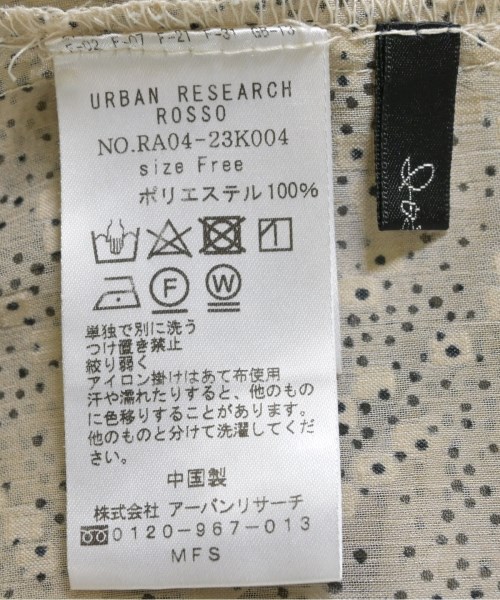 URBAN RESEARCH
ROSSO
NO.RA04-23K004
size Free
ポリエステル100%
F
W
単独で別に洗う
つけ置き禁止
絞り弱く
アイロン掛けはあて布使用
汗や濡れたりすると、他のもの
に色移りすることがあります。
他のものと分けて洗濯してくだ
さい。
中国製
株式会社 アーバンリサーチ
0120-967-013
MFS